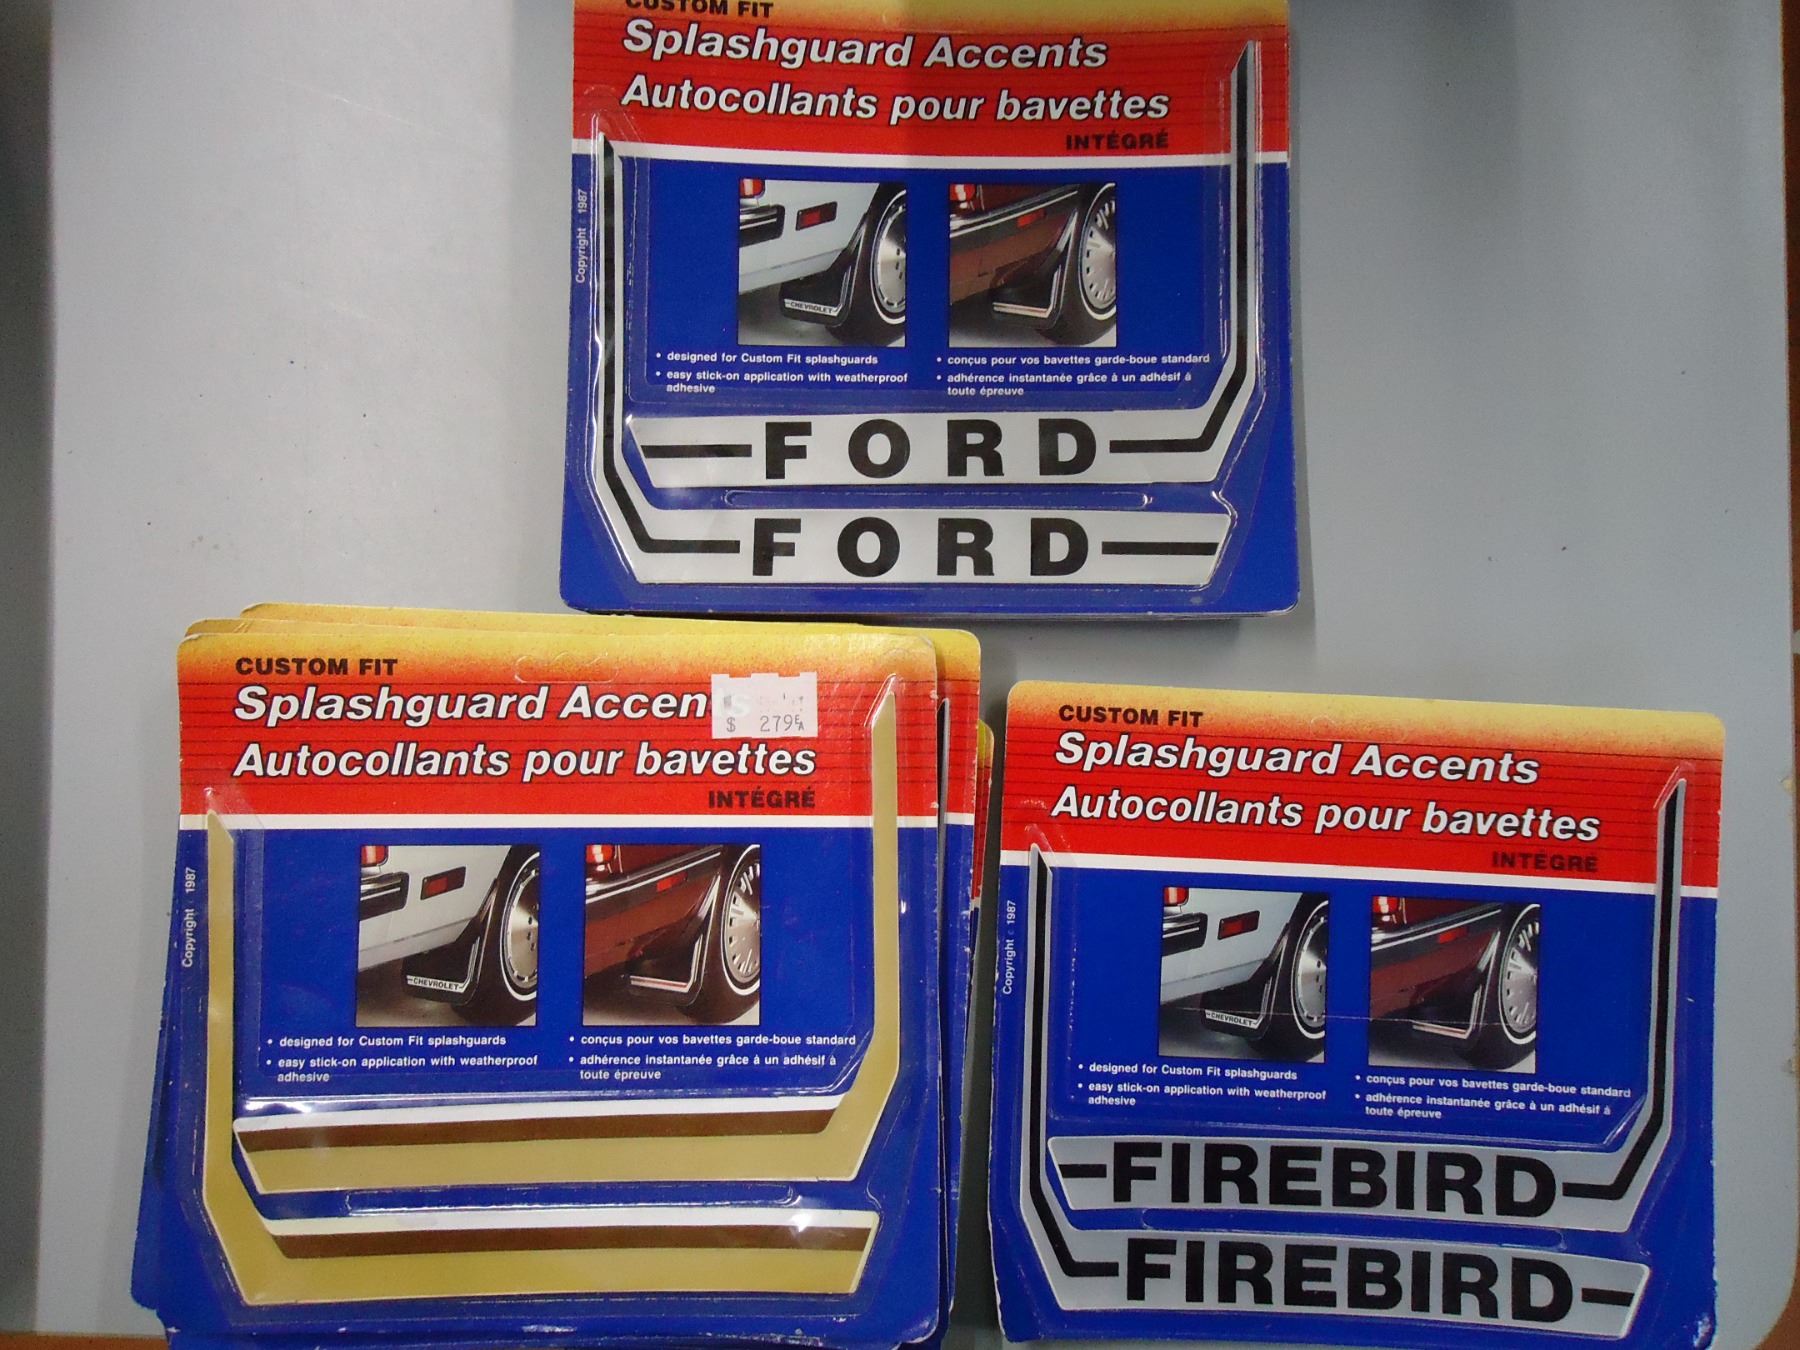 CUSTOM FIT
Splashguard Accents
Autocollants pour bavettes
INTÉGRÉ
Copyright © 1987
CHEVROLET
• designed for Custom Fit splashguards
• easy stick-on application with weatherproof
adhesive
• conçus pour vos bavettes garde-boue standard
• adhérence instantanée grâce à un adhésif à
toute épreuve
FORD
FORD
CUSTOM FIT
Splashguard Accents
$ 279
Autocollants pour bavettes
INTÉGRÉ
Copyright © 1987
CHEVROLET
• designed for Custom Fit splashguards
• easy stick-on application with weatherproof
adhesive
• conçus pour vos bavettes garde-boue standard
• adhérence instantanée grâce à un adhésif à
toute épreuve
CUSTOM FIT
Splashguard Accents
Autocollants pour bavettes
INTÉGRÉ
Copyright © 1987
CHEVROLET
• designed for Custom Fit splashguards
• easy stick-on application with weatherproof
adhesive
• conçus pour vos bavettes garde-boue standard
• adhérence instantanée grâce à un adhésif à
toute épreuve
FIREBIRD
FIREBIRD